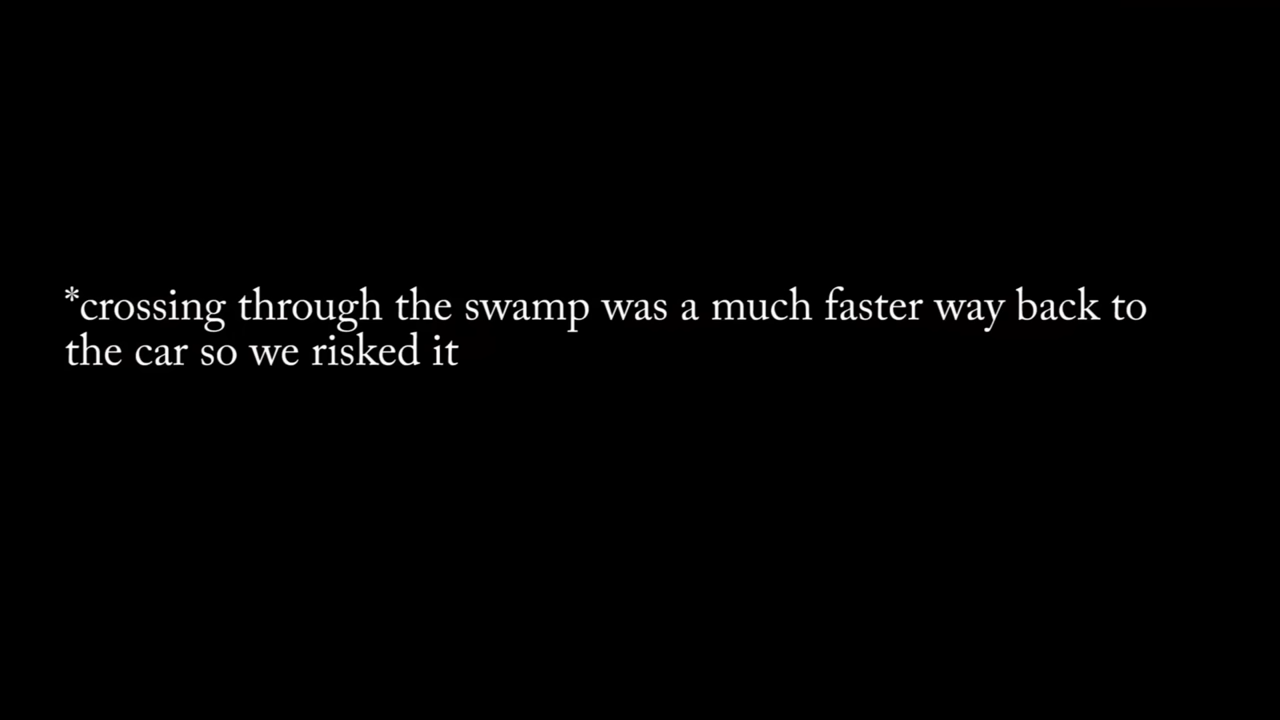 *crossing through the swamp was a much faster way back to
the car so we risked it